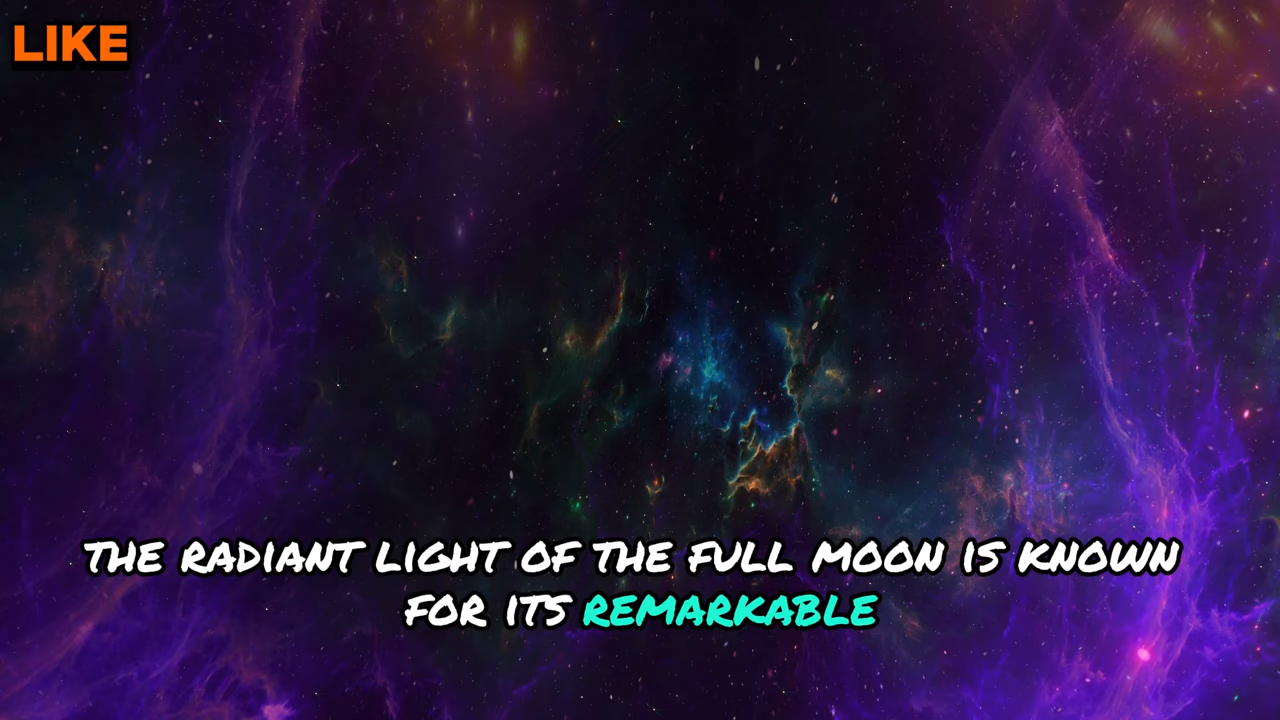 LIKE
THE RADIANT LIGHT OF THE FULL MOON IS KNOWN
FOR ITS REMARKABLE